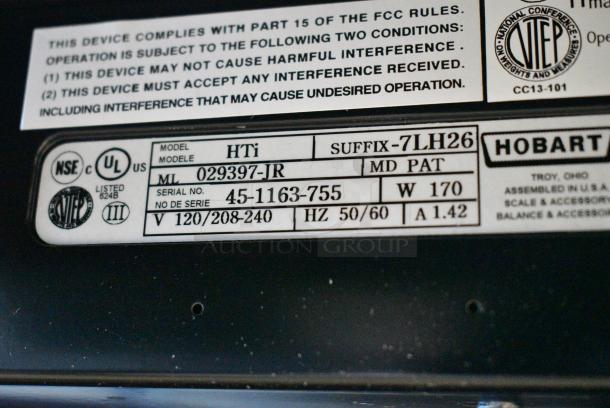 THIS DEVICE COMPLIES WITH PART 15 OF THE FCC RULES.
OPERATION IS SUBJECT TO THE FOLLOWING TWO CONDITIONS:
(1) THIS DEVICE MAY NOT CAUSE HARMFUL INTERFERENCE.
(2) THIS DEVICE MUST ACCEPT ANY INTERFERENCE RECEIVED.
INCLUDING INTERFERENCE THAT MAY CAUSE UNDESIRED OPERATION.
NATIONAL CONFERENCE
ON WEIGHTS AND MEASURES
NTEP
CC13-101
Ope
NSF
C UL US
LISTED
624B
NTEP
III
MODEL
MODELE
HTi
SUFFIX-7LH26
ML 029397-JR
MD PAT
SERIAL NO.
NO DE SERIE
45-1163-755
W 170
V 120/208-240
HZ 50/60
A 1.42
HOBART
TROY, OHIO
ASSEMBLED IN U.S.A
SCALE & ACCESSORY
BALANCE & ACCESSO
AUCTION GROUP